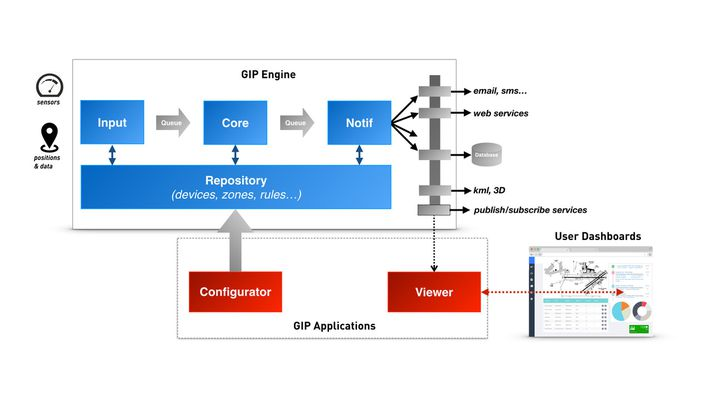 GIP Engine
sensors
positions
& data
Input
Queue
Core
Queue
Notif
Repository
(devices, zones, rules...)
email, sms...
web services
Database
kml, 3D
publish/subscribe services
Configurator
Viewer
GIP Applications
User Dashboards